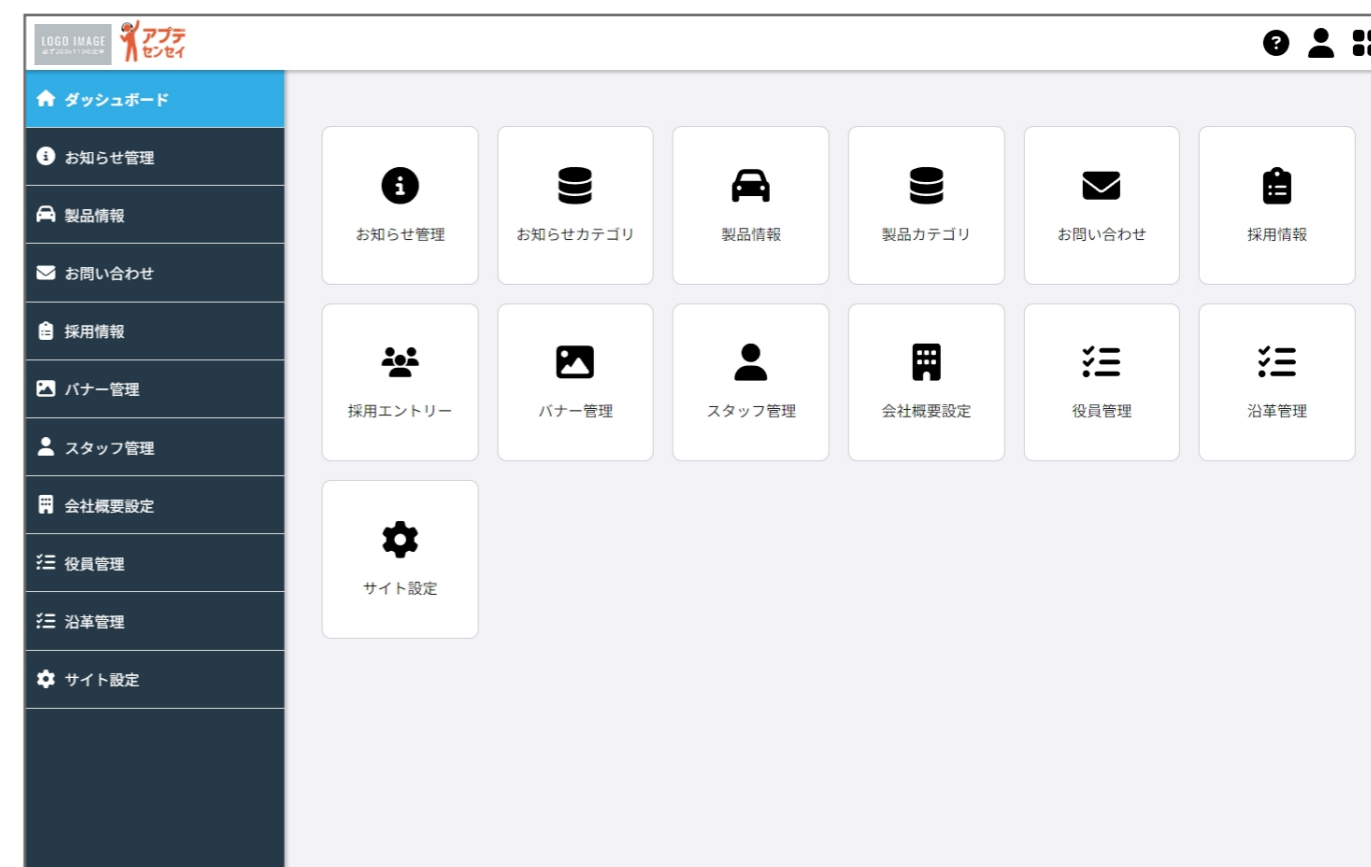 LOGO IMAGE
アプテ
センセイ
ダッシュボード
お知らせ管理
製品情報
お問い合わせ
採用情報
バナー管理
スタッフ管理
会社概要設定
役員管理
沿革管理
サイト設定
お知らせ管理
お知らせカテゴリ
製品情報
製品カテゴリ
お問い合わせ
採用情報
採用エントリー
バナー管理
スタッフ管理
会社概要設定
役員管理
沿革管理
サイト設定